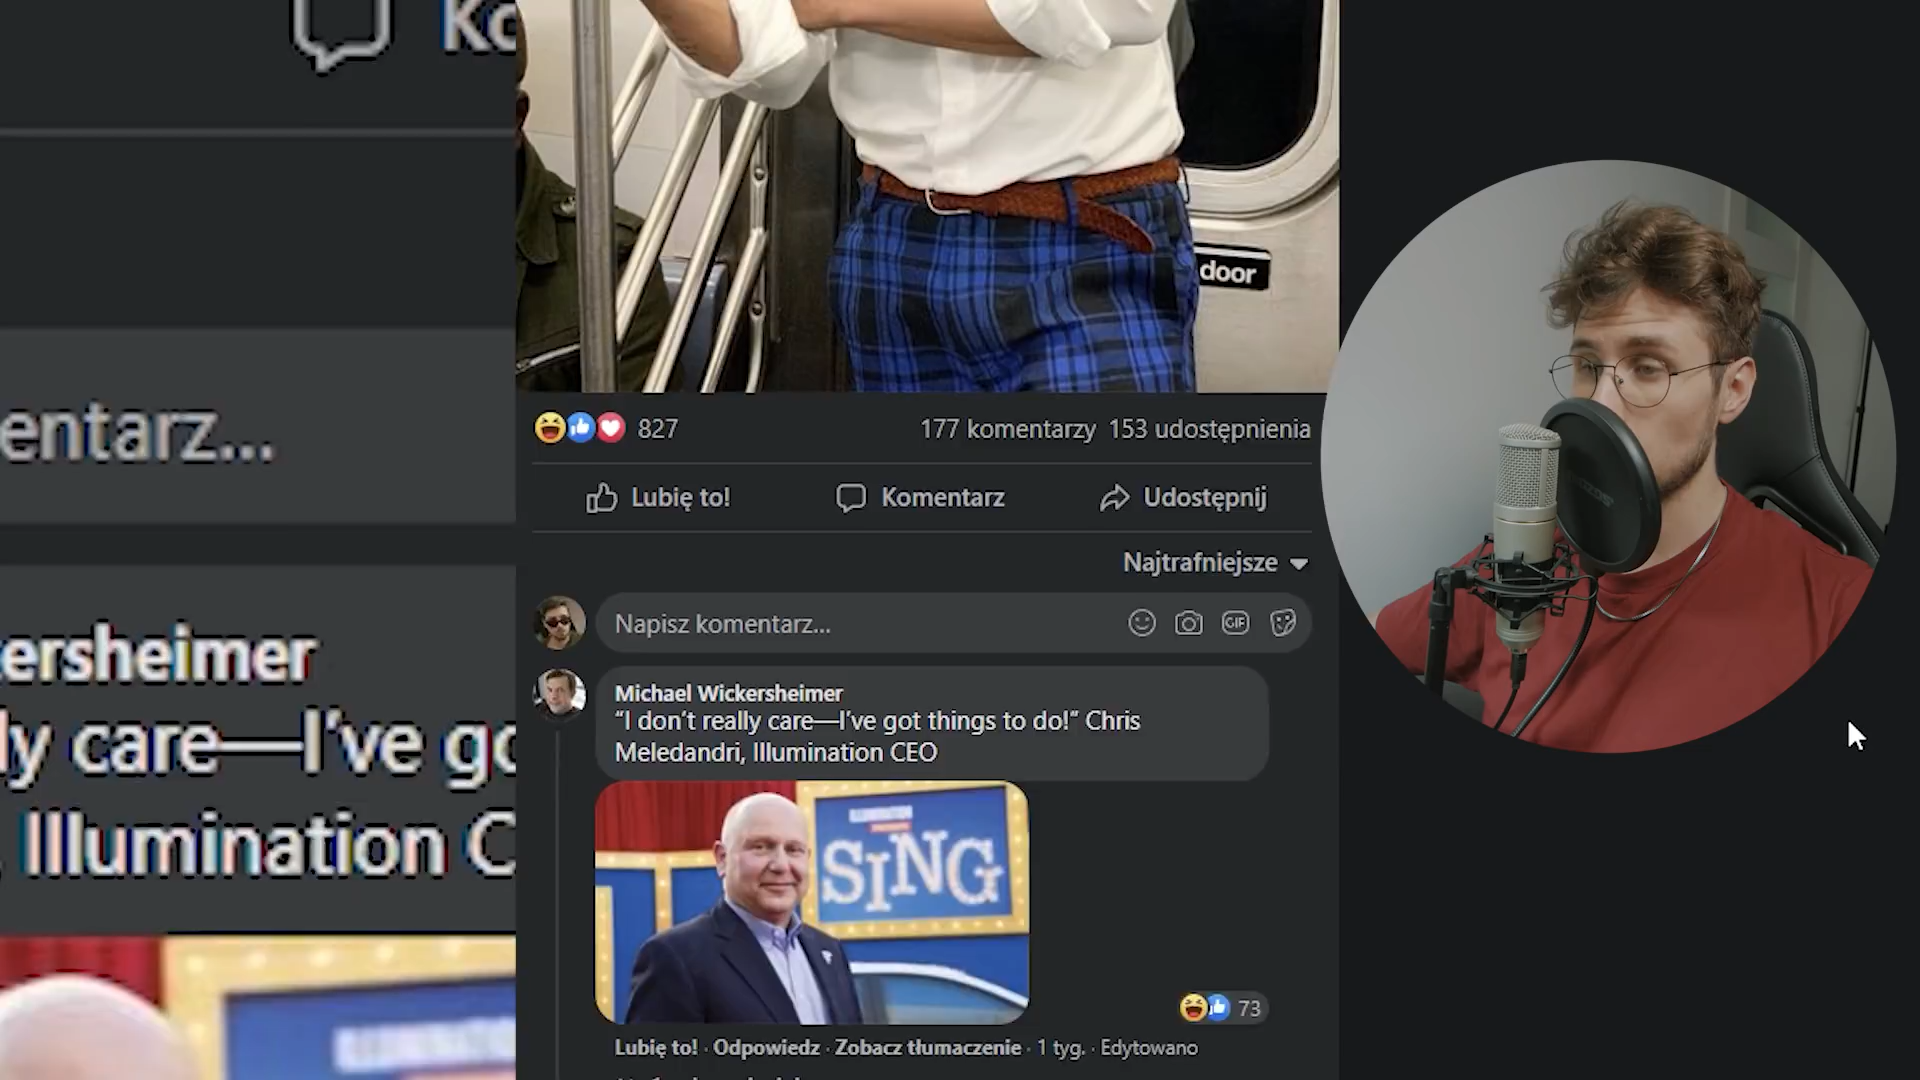 Ko
entarz...
ersheimer
ly care—I've go
Illumination C
door
827
177 komentarzy 153 udostępnienia
Lubię to!
Komentarz
Udostępnij
Najtrafniejsze
Napisz komentarz...
GIF
Michael Wickersheimer
“I don't really care—I've got things to do!” Chris
Meledandri, Illumination CEO
ILLUMINATION
SING
73
Lubię to! · Odpowiedz · Zobacz tłumaczenie · 1 tyg. · Edytowano